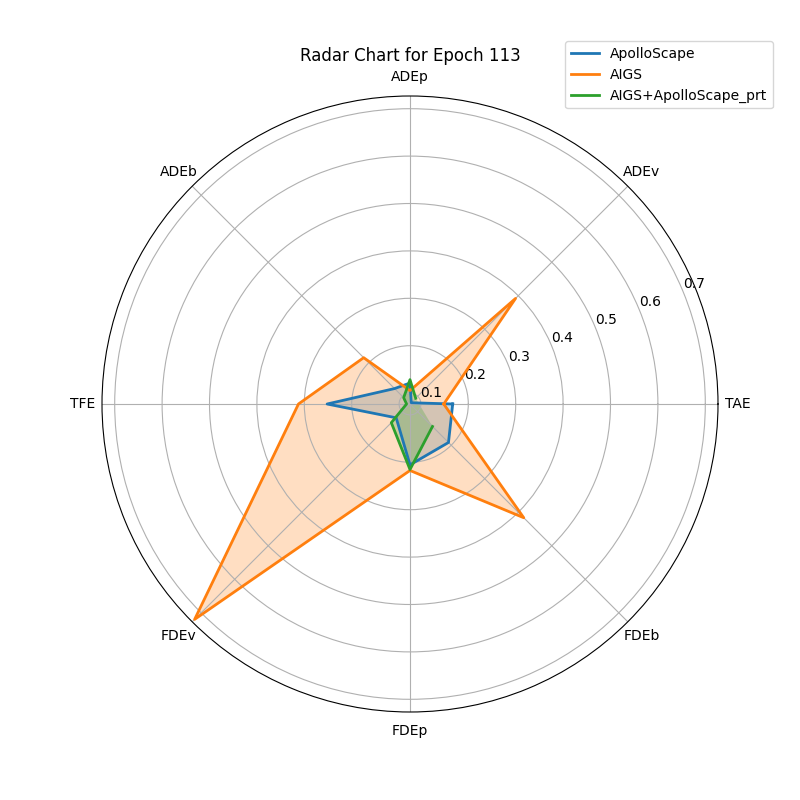 Radar Chart for Epoch 113
ApolloScape
AIGS
AIGS+ApolloScape_prt
ADEp
ADEb
ADEv
0.7
0.6
0.5
0.4
0.3
0.2
0.1
TFE
TAE
FDEv
FDEb
FDEp